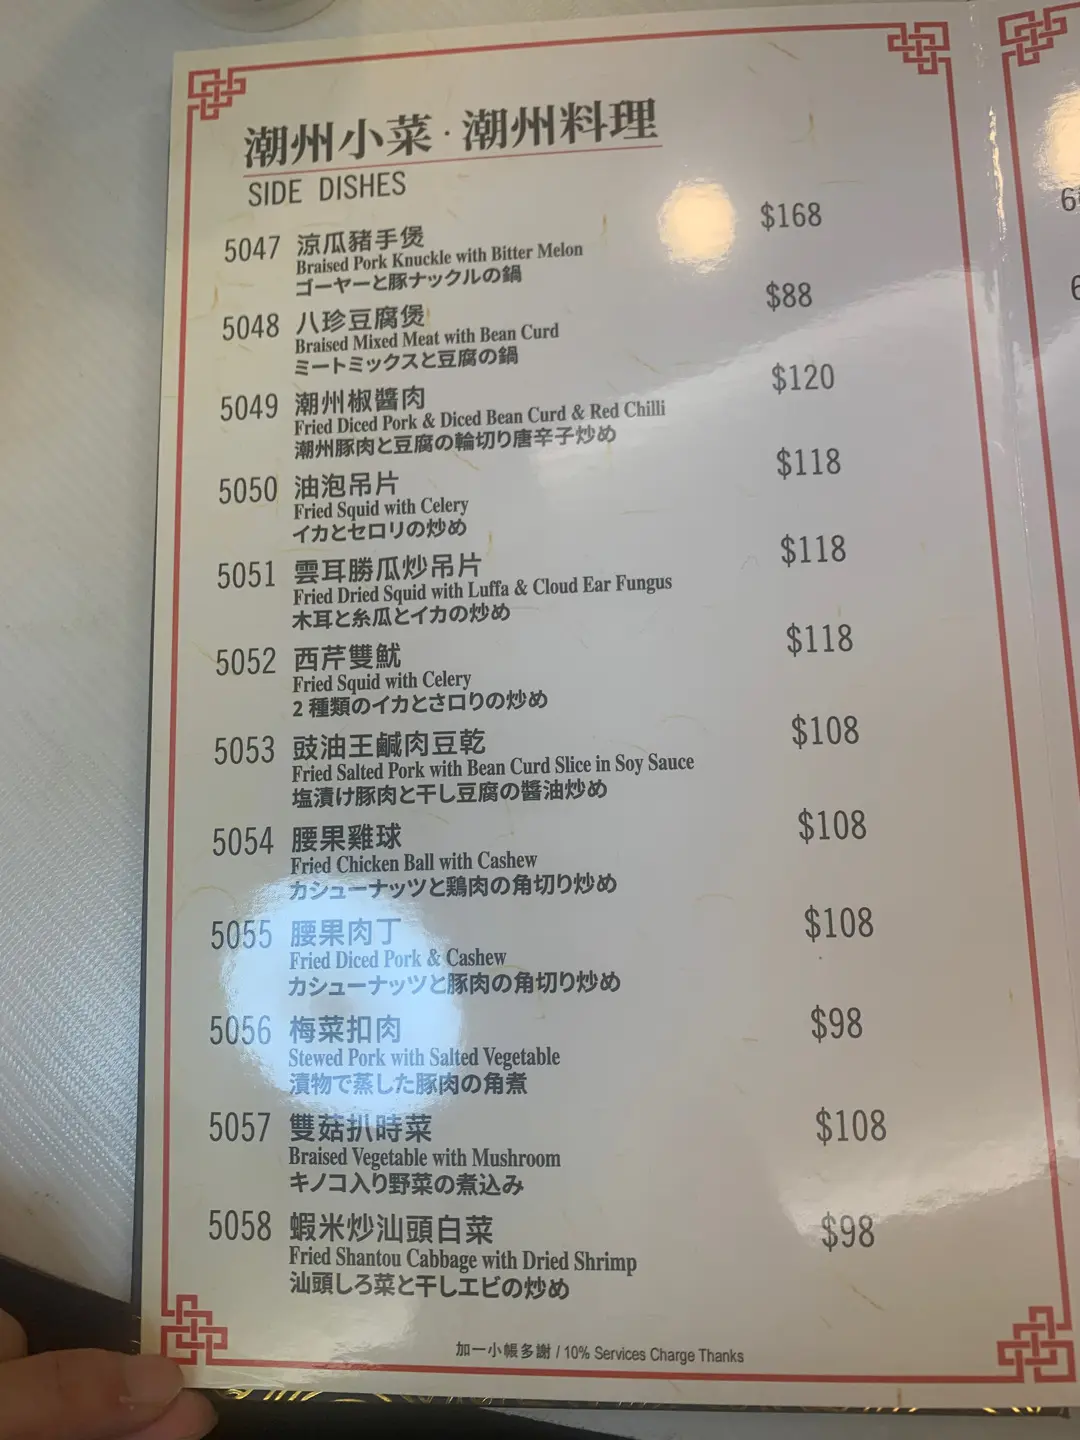 潮州小菜·潮州料理
SIDE DISHES
5047 涼瓜豬手煲 $168
Braised Pork Knuckle with Bitter Melon
ゴーヤーと豚ナックルの鍋
5048 八珍豆腐煲 $88
Braised Mixed Meat with Bean Curd
ミートミックスと豆腐の鍋
5049 潮州椒醬肉 $120
Fried Diced Pork & Diced Bean Curd & Red Chilli
潮州豚肉と豆腐の輪切り唐辛子炒め
5050 油泡吊片 $118
Fried Squid with Celery
イカとセロリの炒め
5051 雲耳勝瓜炒吊片 $118
Fried Dried Squid with Luffa & Cloud Ear Fungus
木耳と糸瓜とイカの炒め
5052 西芹雙魷 $118
Fried Squid with Celery
2 種類のイカとさロりの炒め
5053 豉油王鹹肉豆乾 $108
Fried Salted Pork with Bean Curd Slice in Soy Sauce
塩漬け豚肉と干し豆腐の醬油炒め
5054 腰果雞球 $108
Fried Chicken Ball with Cashew
カシューナッツと鶏肉の角切り炒め
5055 腰果肉丁 $108
Fried Diced Pork & Cashew
カシューナッツと豚肉の角切り炒め
5056 梅菜扣肉 $98
Stewed Pork with Salted Vegetable
漬物で蒸した豚肉の角煮
5057 雙菇扒時菜 $108
Braised Vegetable with Mushroom
キノコ入り野菜の煮込み
5058 蝦米炒汕頭白菜 $98
Fried Shantou Cabbage with Dried Shrimp
汕頭しろ菜と干しエビの炒め
加一小帳多謝 / 10% Services Charge Thanks